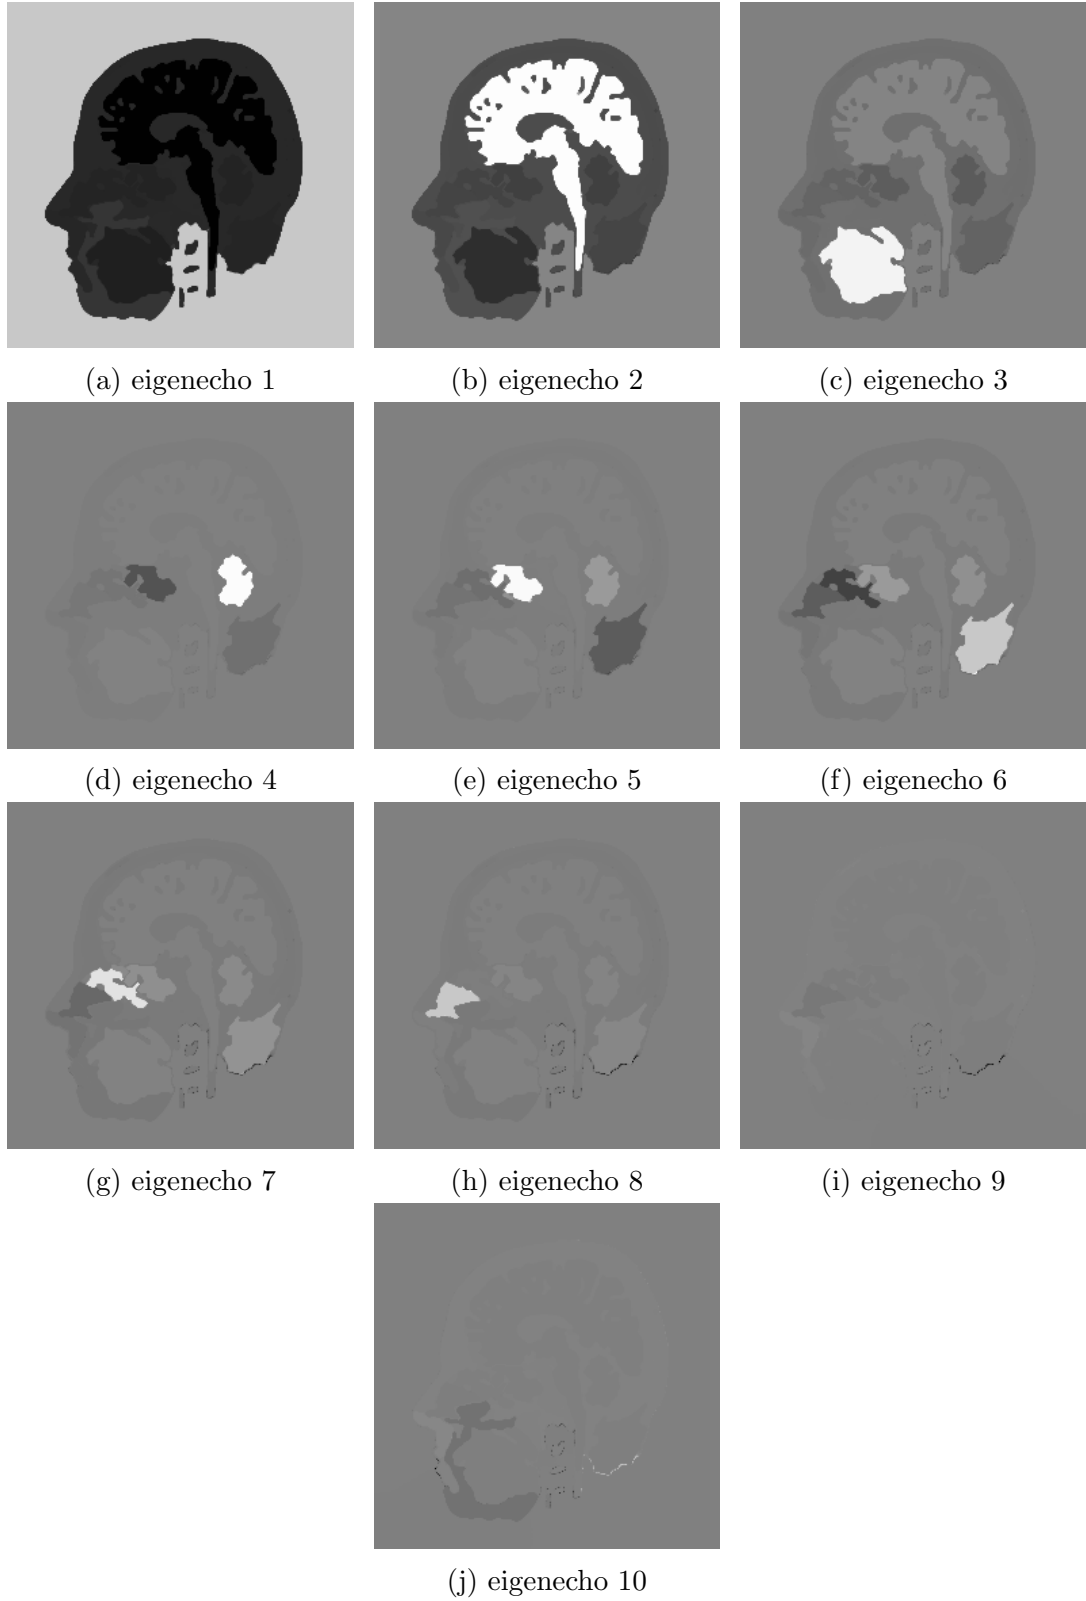 (a) eigenecho 1
(b) eigenecho 2
(c) eigenecho 3
(d) eigenecho 4
(e) eigenecho 5
(f) eigenecho 6
(g) eigenecho 7
(h) eigenecho 8
(i) eigenecho 9
(j) eigenecho 10